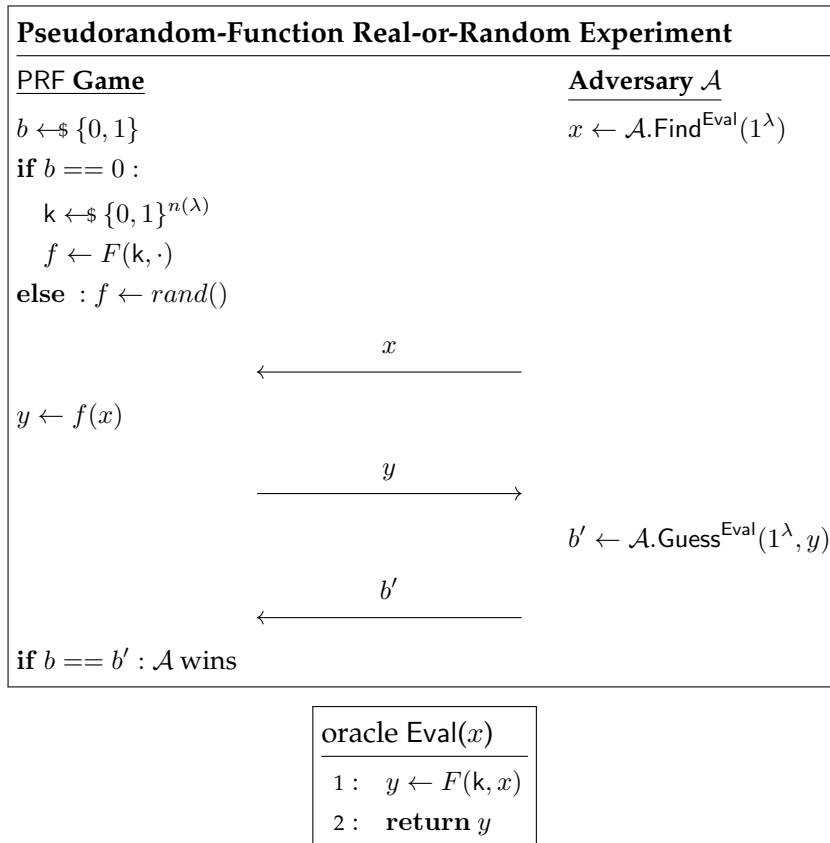 Pseudorandom-Function Real-or-Random Experiment
PRF Game Adversary 𝒜
b ←$ {0, 1} x ← 𝒜.Find^Eval(1^λ)
if b == 0 :
k ←$ {0, 1}^n(λ)
f ← F(k, ·)
else : f ← rand()
x
y ← f(x)
y
b′ ← 𝒜.Guess^Eval(1^λ, y)
b′
if b == b′ : 𝒜 wins
oracle Eval(x)
1 : y ← F(k, x)
2 : return y